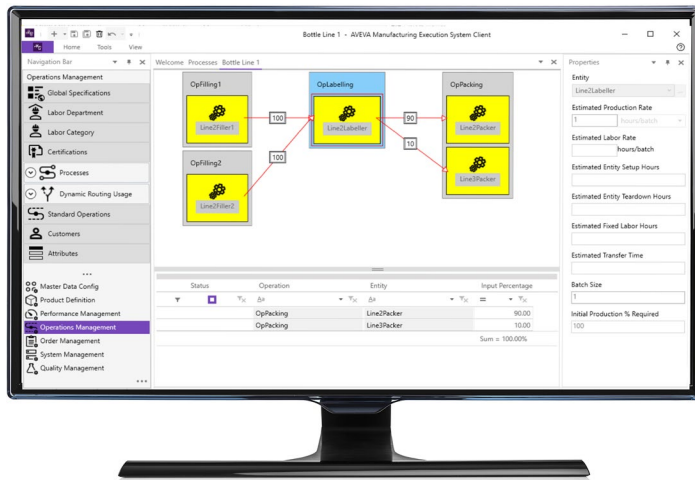 Bottle Line 1 - AVEVA Manufacturing Execution System Client
Home Tools View
Navigation Bar
Operations Management
Global Specifications
Labor Department
Labor Category
Certifications
Processes
Dynamic Routing Usage
Standard Operations
Customers
Attributes
Master Data Config
Product Definition
Performance Management
Operations Management
Order Management
System Management
Quality Management
Welcome Processes Bottle Line 1
OpFilling1
Line2Filler1
100
OpFilling2
Line2Filler2
100
OpLabelling
Line2Labeller
90
10
OpPacking
Line2Packer
Line3Packer
Status Operation Entity Input Percentage
OpPacking Line2Packer 90.00
OpPacking Line3Packer 10.00
Sum = 100.00%
Properties
Entity
Line2Labeller
Estimated Production Rate
1 hours/batch
Estimated Labor Rate
hours/batch
Estimated Entity Setup Hours
Estimated Entity Teardown Hours
Estimated Fixed Labor Hours
Estimated Transfer Time
Batch Size
1
Initial Production % Required
100